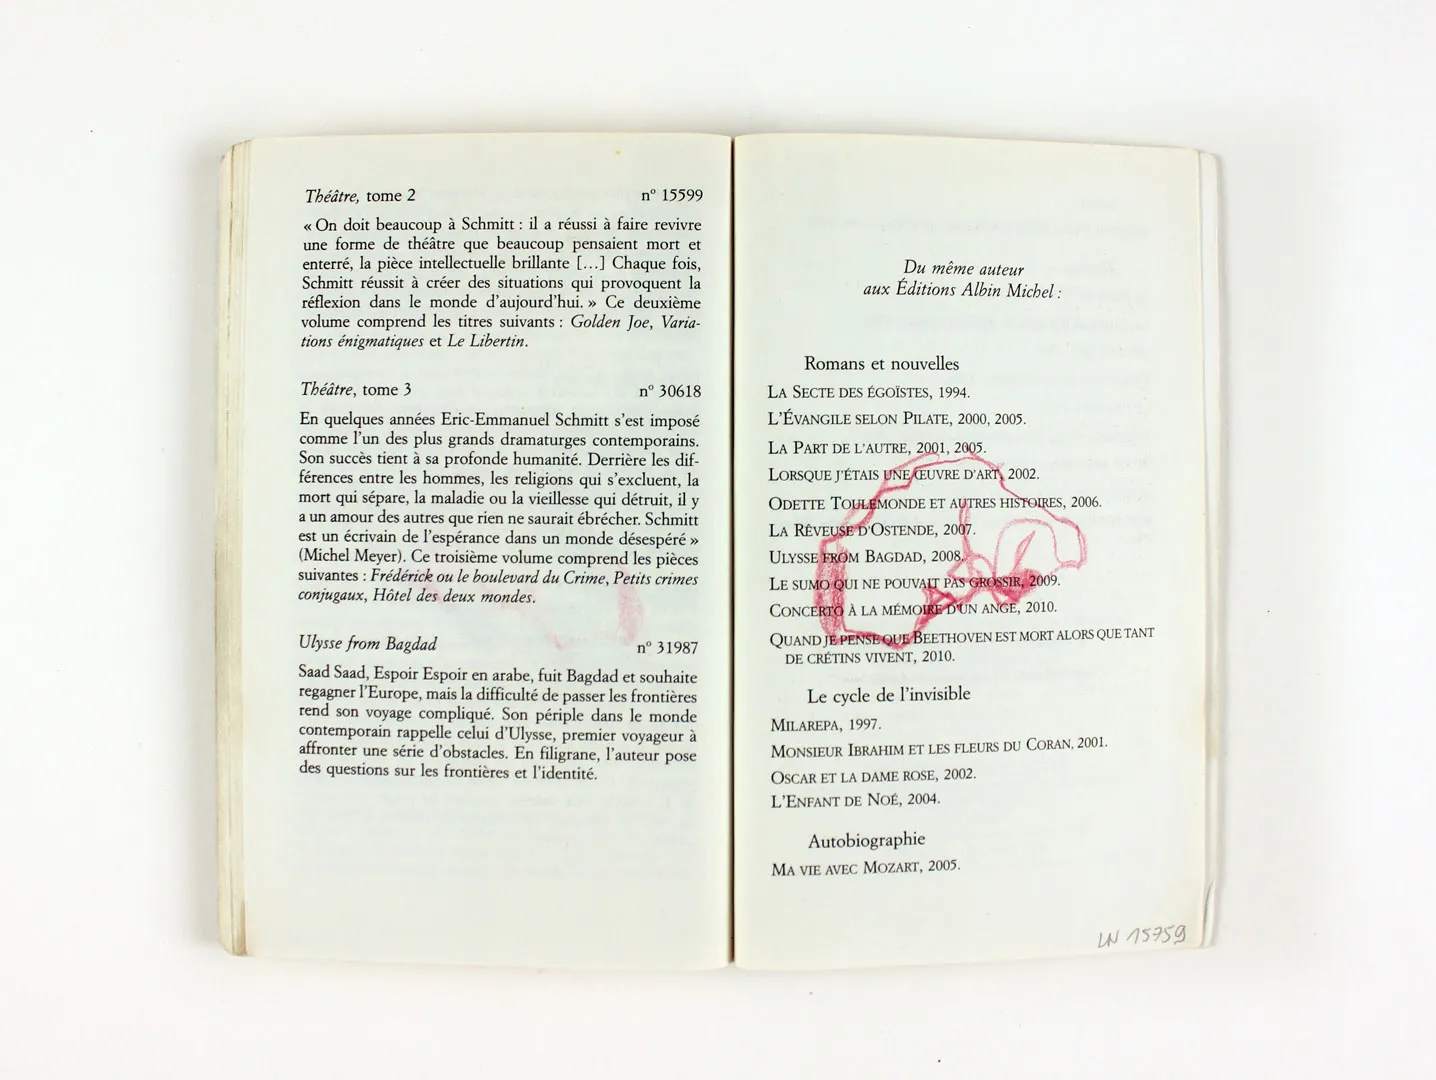 Théâtre, tome 2 n° 15599
« On doit beaucoup à Schmitt : il a réussi à faire revivre
une forme de théâtre que beaucoup pensaient mort et
enterré, la pièce intellectuelle brillante […] Chaque fois,
Schmitt réussit à créer des situations qui provoquent la
réflexion dans le monde d'aujourd'hui. » Ce deuxième
volume comprend les titres suivants : Golden Joe, Varia-
tions énigmatiques et Le Libertin.
Théâtre, tome 3 n° 30618
En quelques années Eric-Emmanuel Schmitt s'est imposé
comme l'un des plus grands dramaturges contemporains.
Son succès tient à sa profonde humanité. Derrière les dif-
férences entre les hommes, les religions qui s'excluent, la
mort qui sépare, la maladie ou la vieillesse qui détruit, il y
a un amour des autres que rien ne saurait ébrécher. Schmitt
est un écrivain de l'espérance dans un monde désespéré »
(Michel Meyer). Ce troisième volume comprend les pièces
suivantes : Frédérick ou le boulevard du Crime, Petits crimes
conjugaux, Hôtel des deux mondes.
Ulysse from Bagdad n° 31987
Saad Saad, Espoir Espoir en arabe, fuit Bagdad et souhaite
regagner l'Europe, mais la difficulté de passer les frontières
rend son voyage compliqué. Son périple dans le monde
contemporain rappelle celui d'Ulysse, premier voyageur à
affronter une série d'obstacles. En filigrane, l'auteur pose
des questions sur les frontières et l'identité.
Du même auteur
aux Éditions Albin Michel :
Romans et nouvelles
LA SECTE DES ÉGOÏSTES, 1994.
L'ÉVANGILE SELON PILATE, 2000, 2005.
LA PART DE L'AUTRE, 2001, 2005.
LORSQUE J'ÉTAIS UNE ŒUVRE D'ART, 2002.
ODETTE TOULEMONDE ET AUTRES HISTOIRES, 2006.
LA RÊVEUSE D'OSTENDE, 2007.
ULYSSE FROM BAGDAD, 2008.
LE SUMO QUI NE POUVAIT PAS GROSSIR, 2009.
CONCERTO À LA MÉMOIRE D'UN ANGE, 2010.
QUAND JE PENSE QUE BEETHOVEN EST MORT ALORS QUE TANT
DE CRÉTINS VIVENT, 2010.
Le cycle de l'invisible
MILAREPA, 1997.
MONSIEUR IBRAHIM ET LES FLEURS DU CORAN, 2001.
OSCAR ET LA DAME ROSE, 2002.
L'ENFANT DE NOÉ, 2004.
Autobiographie
MA VIE AVEC MOZART, 2005.
LN 15759